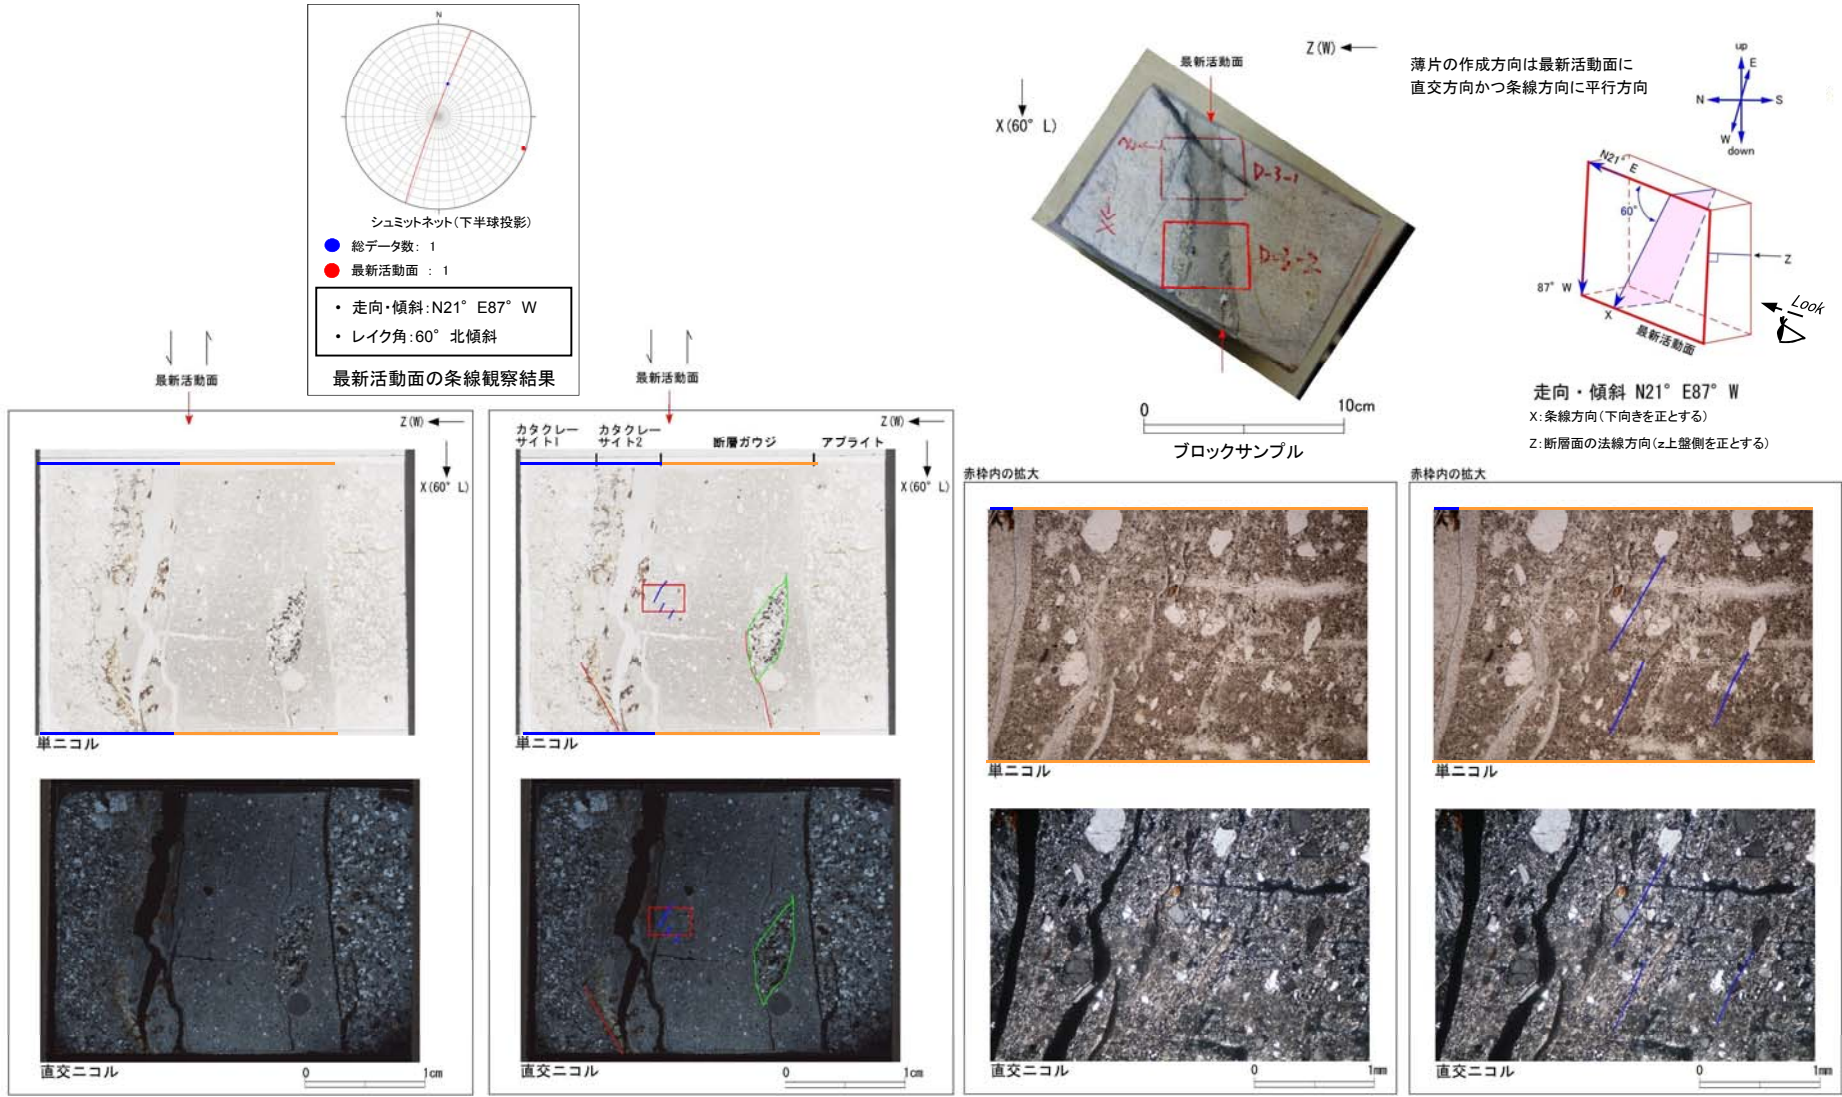 N
シュミットネット(下半球投影)
総データ数: 1
最新活動面 : 1
・ 走向・傾斜:N21° E87° W
・ レイク角:60° 北傾斜
最新活動面の条線観察結果
Z(W)
最新活動面
X(60° L)
D-3-1
D-3-2
0 10cm
ブロックサンプル
薄片の作成方向は最新活動面に
直交方向かつ条線方向に平行方向
up
E
N S
W
down
N21° E
60°
Z
87° W
X
最新活動面
Look
走向・傾斜 N21° E87° W
X:条線方向(下向きを正とする)
Z:断層面の法線方向(z上盤側を正とする)
最新活動面
Z(W)
X(60° L)
単ニコル
直交ニコル
0 1cm
最新活動面
Z(W)
カタクレー
サイト1
カタクレー
サイト2
断層ガウジ
アプライト
X(60° L)
単ニコル
直交ニコル
0 1cm
赤枠内の拡大
単ニコル
直交ニコル
0 1mm
赤枠内の拡大
単ニコル
直交ニコル
0 1mm